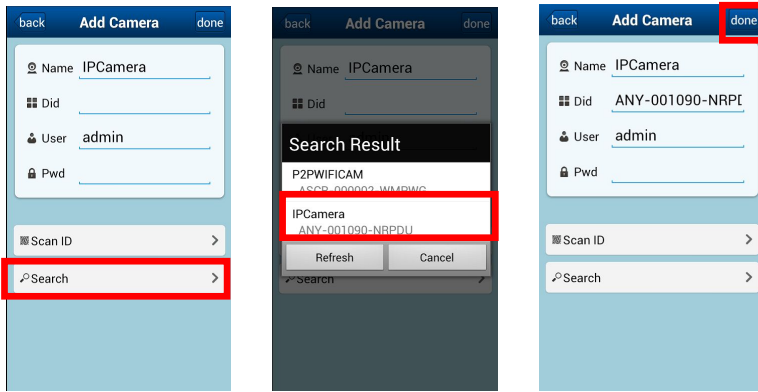 back Add Camera done
Name IPCamera
Did
User admin
Pwd
Scan ID
Search
back Add Camera done
Name IPCamera
Did
Search Result
P2PWIFICAM
IPCamera
ANY-001090-NRPDU
Refresh Cancel
Search
back Add Camera done
Name IPCamera
Did ANY-001090-NRP
User admin
Pwd
Scan ID
Search